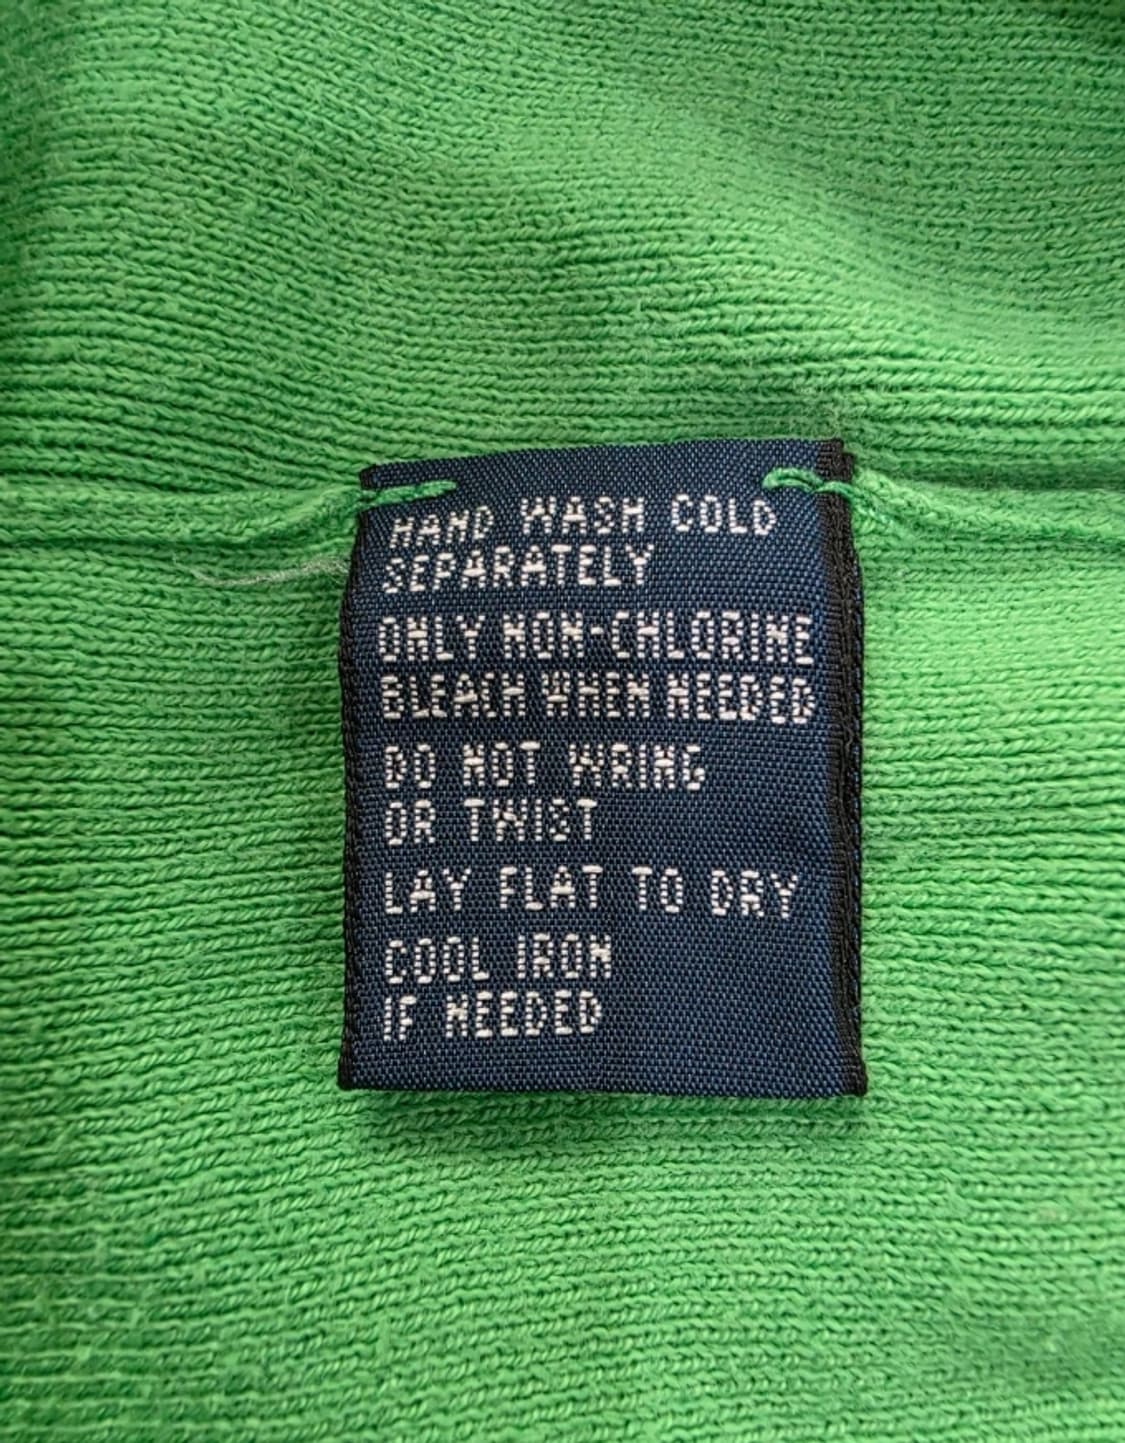 HAND WASH COLD
SEPARATELY
ONLY NON-CHLORINE
BLEACH WHEN NEEDED
DO NOT WRING
OR TWIST
LAY FLAT TO DRY
COOL IRON
IF NEEDED